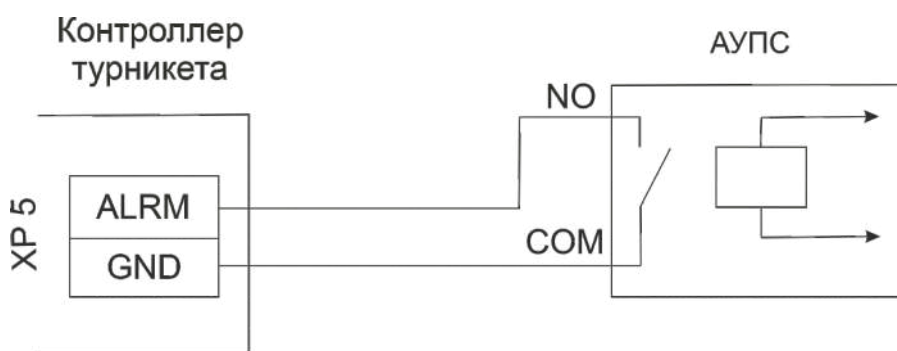 Контроллер
турникета
АУПС
NO
XP 5
ALRM
COM
GND